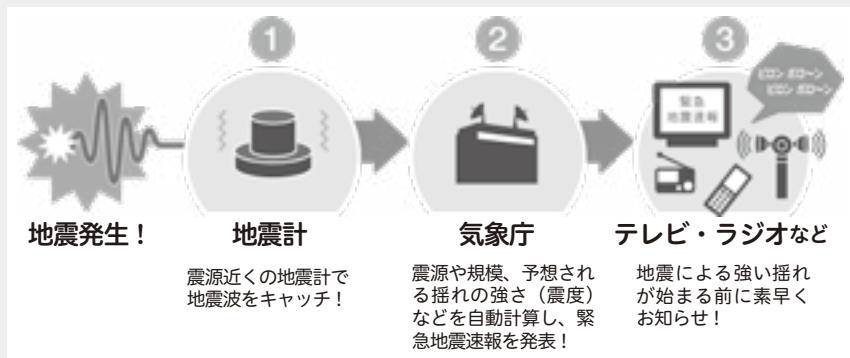 1
2
3
ピロン ポローン
ピロン ポローン
緊急
地震速報
地震発生！
地震計
震源近くの地震計で
地震波をキャッチ！
気象庁
震源や規模、予想され
る揺れの強さ（震度）
などを自動計算し、緊
急地震速報を発表！
テレビ・ラジオなど
地震による強い揺れ
が始まる前に素早く
お知らせ！